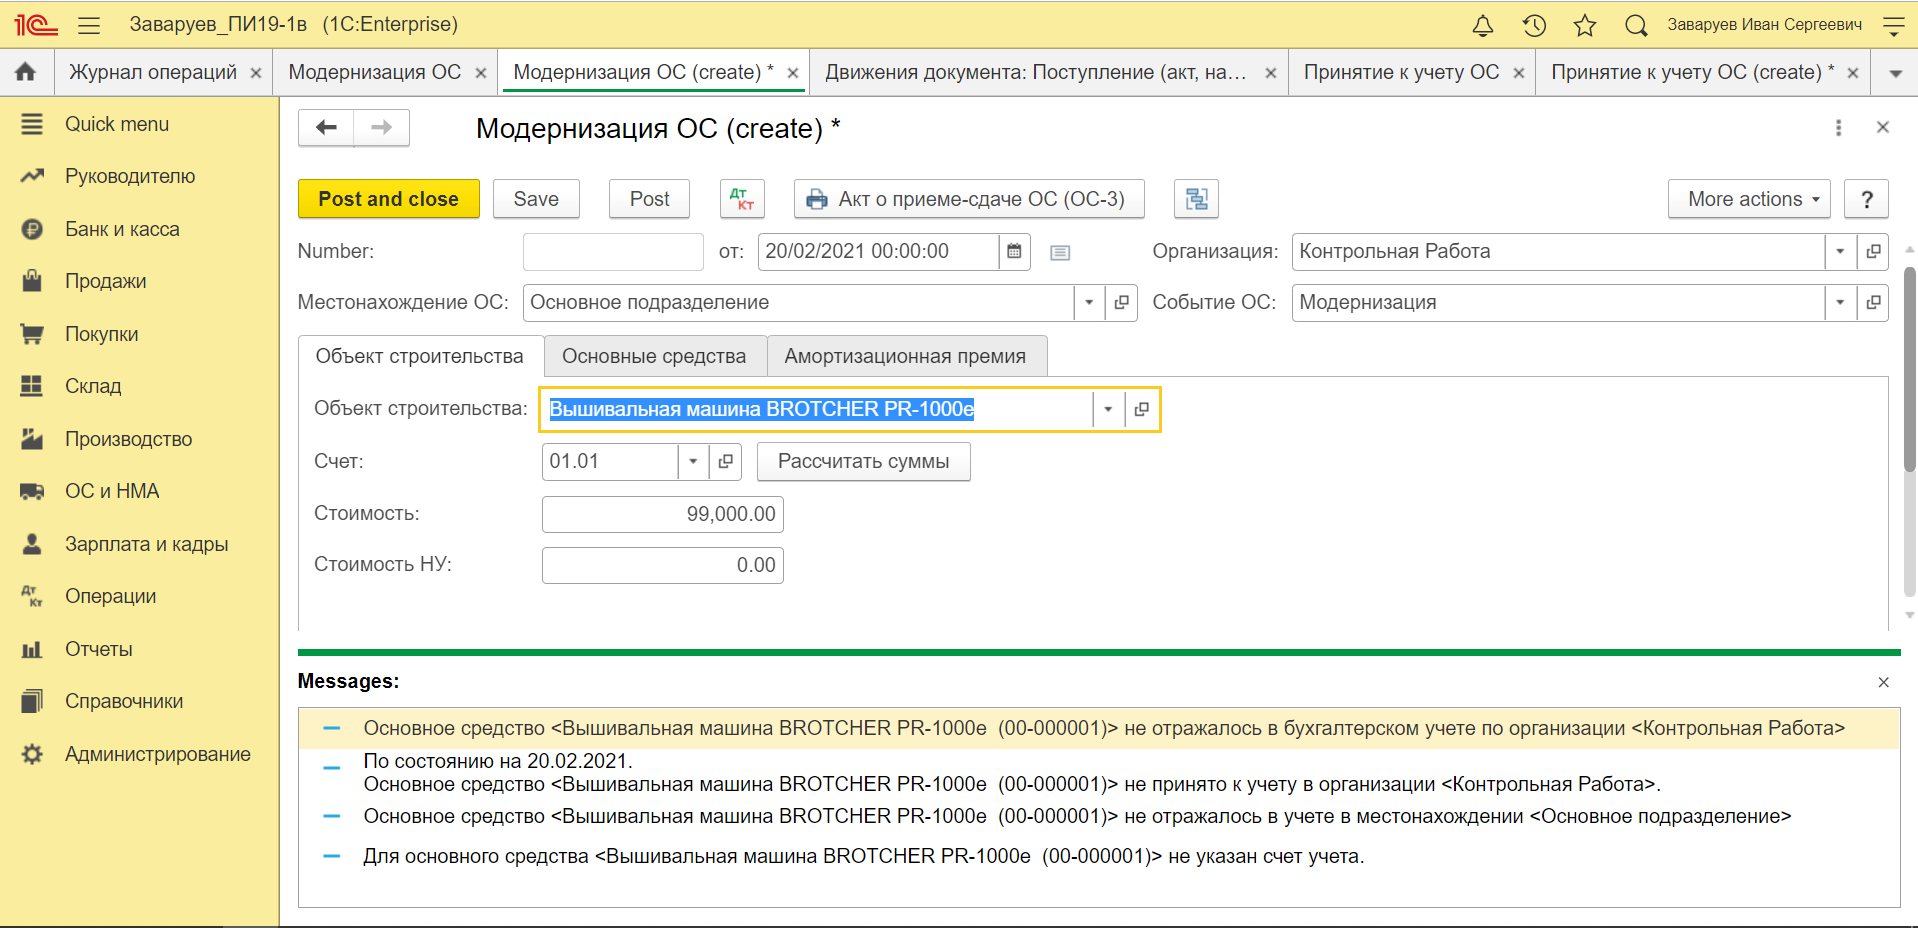 1С Заваруев_ПИ19-1в (1C:Enterprise) Заваруев Иван Сергеевич
Журнал операций × Модернизация ОС × Модернизация ОС (create) * × Движения документа: Поступление (акт, на... × Принятие к учету ОС × Принятие к учету ОС (create) * ×
Quick menu
Руководителю
Банк и касса
Продажи
Покупки
Склад
Производство
ОС и НМА
Зарплата и кадры
Дт Кт Операции
Отчеты
Справочники
Администрирование
Модернизация ОС (create) *
Post and close Save Post Дт Кт Акт о приеме-сдаче ОС (ОС-3) More actions ?
Number: от: 20/02/2021 00:00:00 Организация: Контрольная Работа
Местонахождение ОС: Основное подразделение Событие ОС: Модернизация
Объект строительства Основные средства Амортизационная премия
Объект строительства: Вышивальная машина BROTCHER PR-1000e
Счет: 01.01 Рассчитать суммы
Стоимость: 99,000.00
Стоимость НУ: 0.00
Messages:
Основное средство <Вышивальная машина BROTCHER PR-1000e (00-000001)> не отражалось в бухгалтерском учете по организации <Контрольная Работа>
По состоянию на 20.02.2021.
Основное средство <Вышивальная машина BROTCHER PR-1000e (00-000001)> не принято к учету в организации <Контрольная Работа>.
Основное средство <Вышивальная машина BROTCHER PR-1000e (00-000001)> не отражалось в учете в местонахождении <Основное подразделение>
Для основного средства <Вышивальная машина BROTCHER PR-1000e (00-000001)> не указан счет учета.